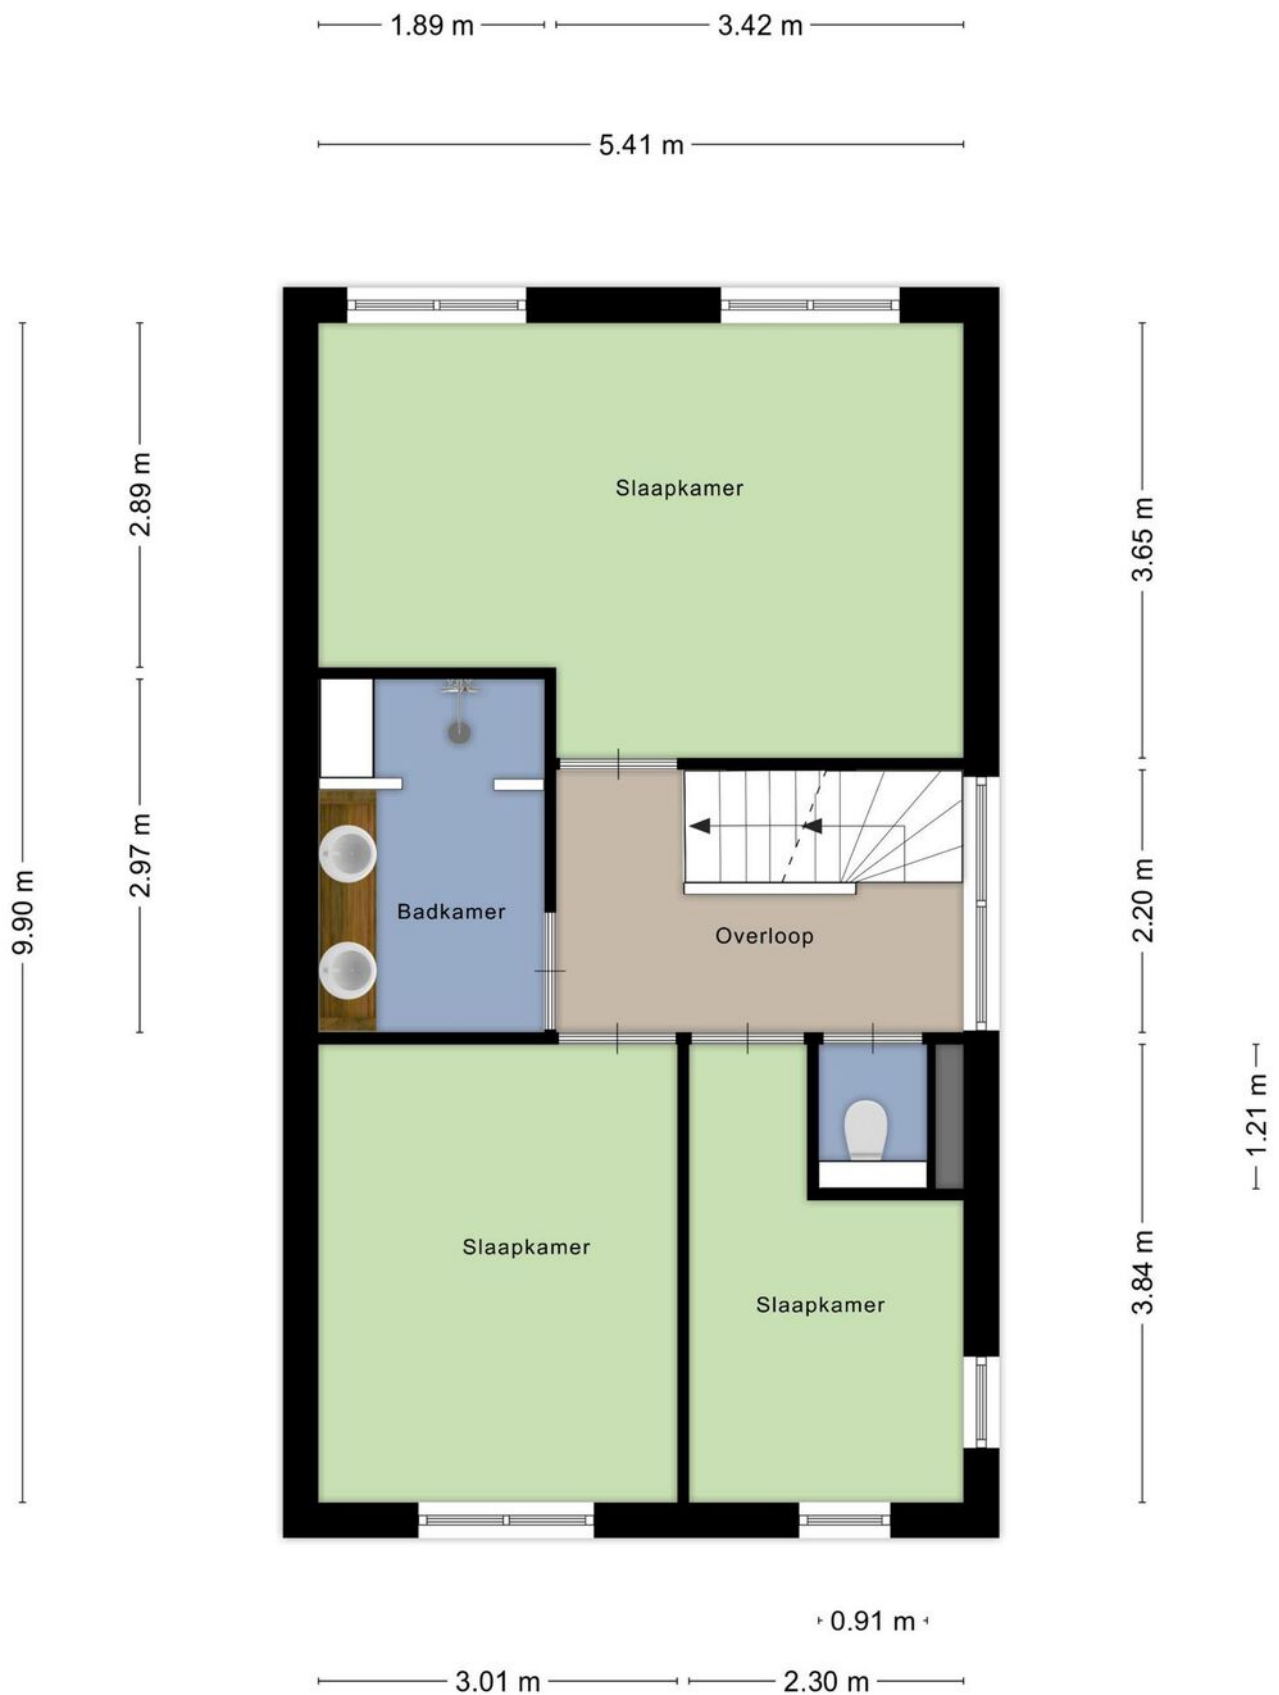 1.89 m
3.42 m
5.41 m
Slaapkamer
2.89 m
3.65 m
2.97 m
9.90 m
2.20 m
Badkamer
Overloop
1.21 m
Slaapkamer
Slaapkamer
3.84 m
0.91 m
3.01 m
2.30 m